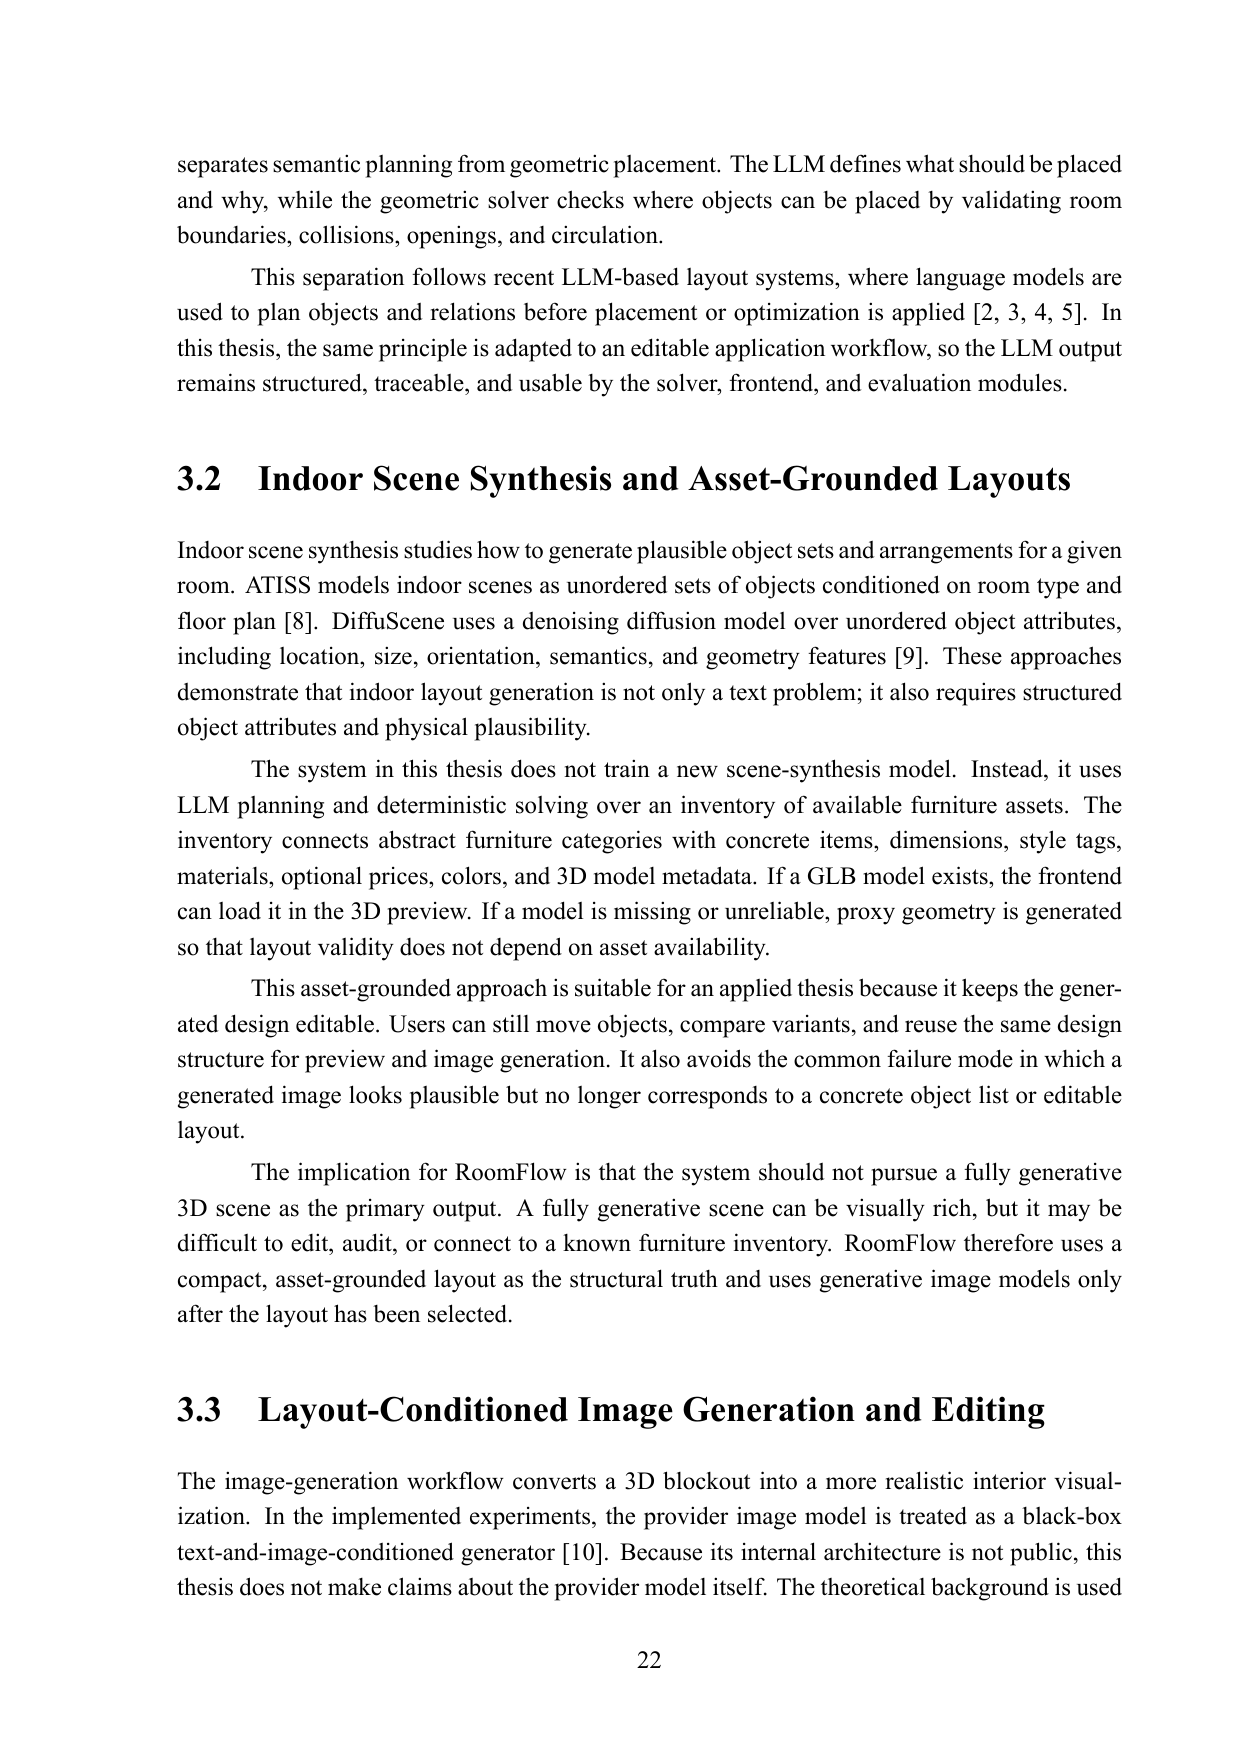 separates semantic planning from geometric placement. The LLM defines what should be placed
and why, while the geometric solver checks where objects can be placed by validating room
boundaries, collisions, openings, and circulation.
This separation follows recent LLM-based layout systems, where language models are
used to plan objects and relations before placement or optimization is applied [2, 3, 4, 5]. In
this thesis, the same principle is adapted to an editable application workflow, so the LLM output
remains structured, traceable, and usable by the solver, frontend, and evaluation modules.
3.2 Indoor Scene Synthesis and Asset-Grounded Layouts
Indoor scene synthesis studies how to generate plausible object sets and arrangements for a given
room. ATISS models indoor scenes as unordered sets of objects conditioned on room type and
floor plan [8]. DiffuScene uses a denoising diffusion model over unordered object attributes,
including location, size, orientation, semantics, and geometry features [9]. These approaches
demonstrate that indoor layout generation is not only a text problem; it also requires structured
object attributes and physical plausibility.
The system in this thesis does not train a new scene-synthesis model. Instead, it uses
LLM planning and deterministic solving over an inventory of available furniture assets. The
inventory connects abstract furniture categories with concrete items, dimensions, style tags,
materials, optional prices, colors, and 3D model metadata. If a GLB model exists, the frontend
can load it in the 3D preview. If a model is missing or unreliable, proxy geometry is generated
so that layout validity does not depend on asset availability.
This asset-grounded approach is suitable for an applied thesis because it keeps the gener-
ated design editable. Users can still move objects, compare variants, and reuse the same design
structure for preview and image generation. It also avoids the common failure mode in which a
generated image looks plausible but no longer corresponds to a concrete object list or editable
layout.
The implication for RoomFlow is that the system should not pursue a fully generative
3D scene as the primary output. A fully generative scene can be visually rich, but it may be
difficult to edit, audit, or connect to a known furniture inventory. RoomFlow therefore uses a
compact, asset-grounded layout as the structural truth and uses generative image models only
after the layout has been selected.
3.3 Layout-Conditioned Image Generation and Editing
The image-generation workflow converts a 3D blockout into a more realistic interior visual-
ization. In the implemented experiments, the provider image model is treated as a black-box
text-and-image-conditioned generator [10]. Because its internal architecture is not public, this
thesis does not make claims about the provider model itself. The theoretical background is used
22